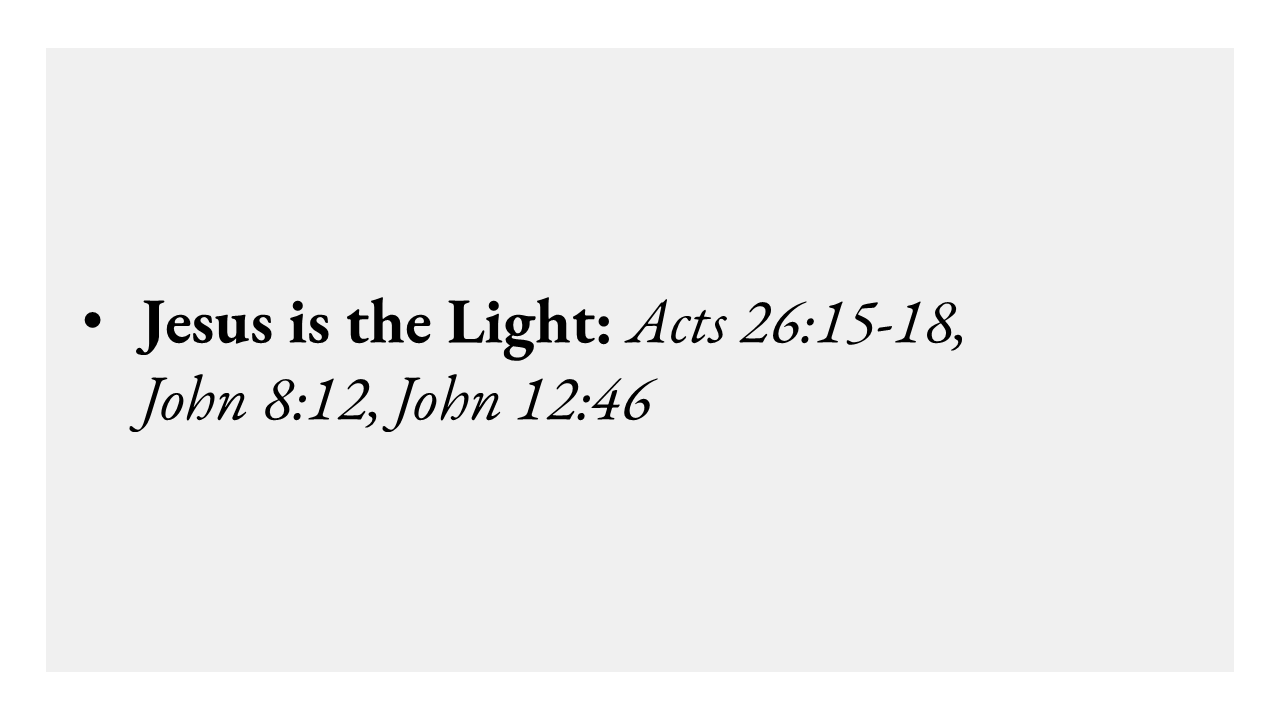 • Jesus is the Light: Acts 26:15-18,
John 8:12, John 12:46